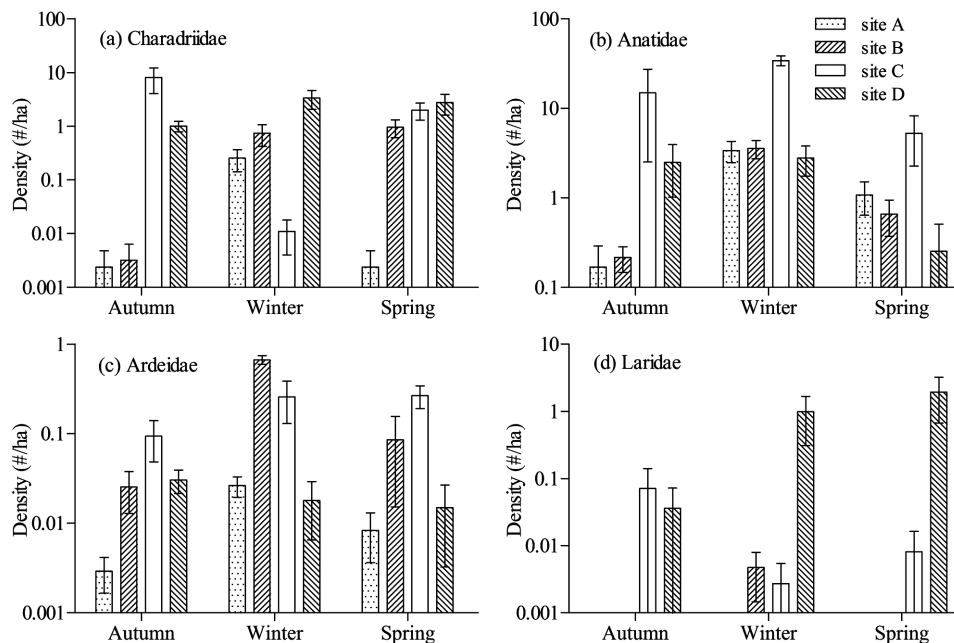 (a) Charadriidae
Density (#/ha)
100
10
1
0.1
0.01
0.001
Autumn Winter Spring
(b) Anatidae
site A
site B
site C
site D
Density (#/ha)
100
10
1
0.1
Autumn Winter Spring
(c) Ardeidae
Density (#/ha)
1
0.1
0.01
0.001
Autumn Winter Spring
(d) Laridae
Density (#/ha)
10
1
0.1
0.01
0.001
Autumn Winter Spring